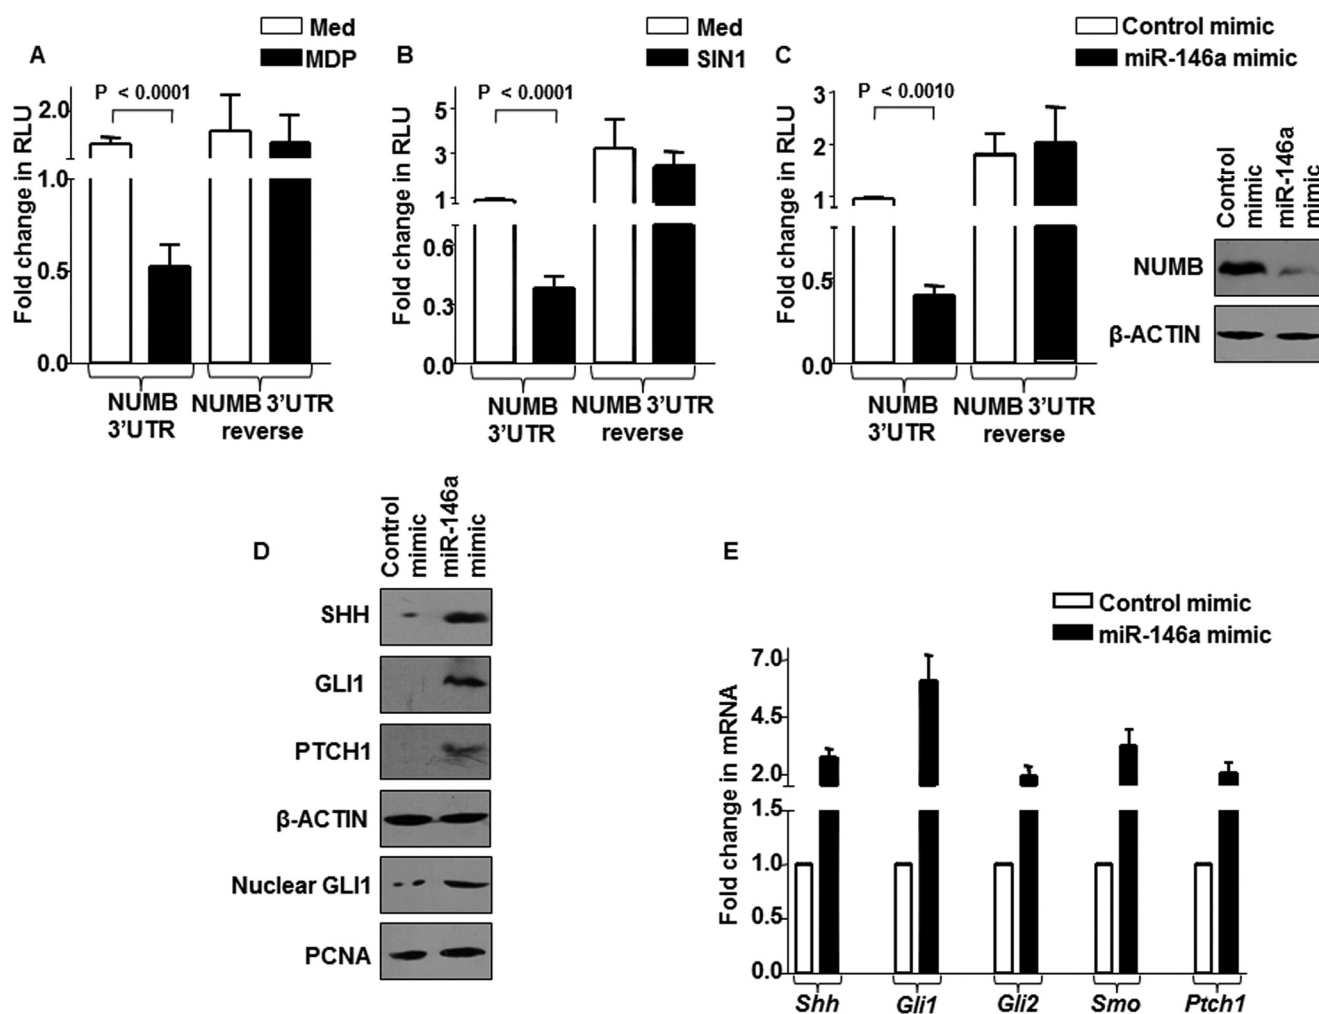 A
Med
MDP
P < 0.0001
Fold change in RLU
2.0
1.0
0.5
0.0
NUMB 3’UTR
NUMB 3’UTR reverse
B
Med
SIN1
P < 0.0001
Fold change in RLU
5
3
1
0.6
0.3
0.0
NUMB 3’UTR
NUMB 3’UTR reverse
C
Control mimic
miR-146a mimic
P < 0.0010
Fold change in RLU
3
2
1
0.5
0.0
NUMB 3’UTR
NUMB 3’UTR reverse
Control mimic
miR-146a mimic
NUMB
β-ACTIN
D
Control mimic
miR-146a mimic
SHH
GLI1
PTCH1
β-ACTIN
Nuclear GLI1
PCNA
E
Control mimic
miR-146a mimic
Fold change in mRNA
7.0
4.5
2.0
1.5
1.0
0.5
0.0
Shh
Gli1
Gli2
Smo
Ptch1